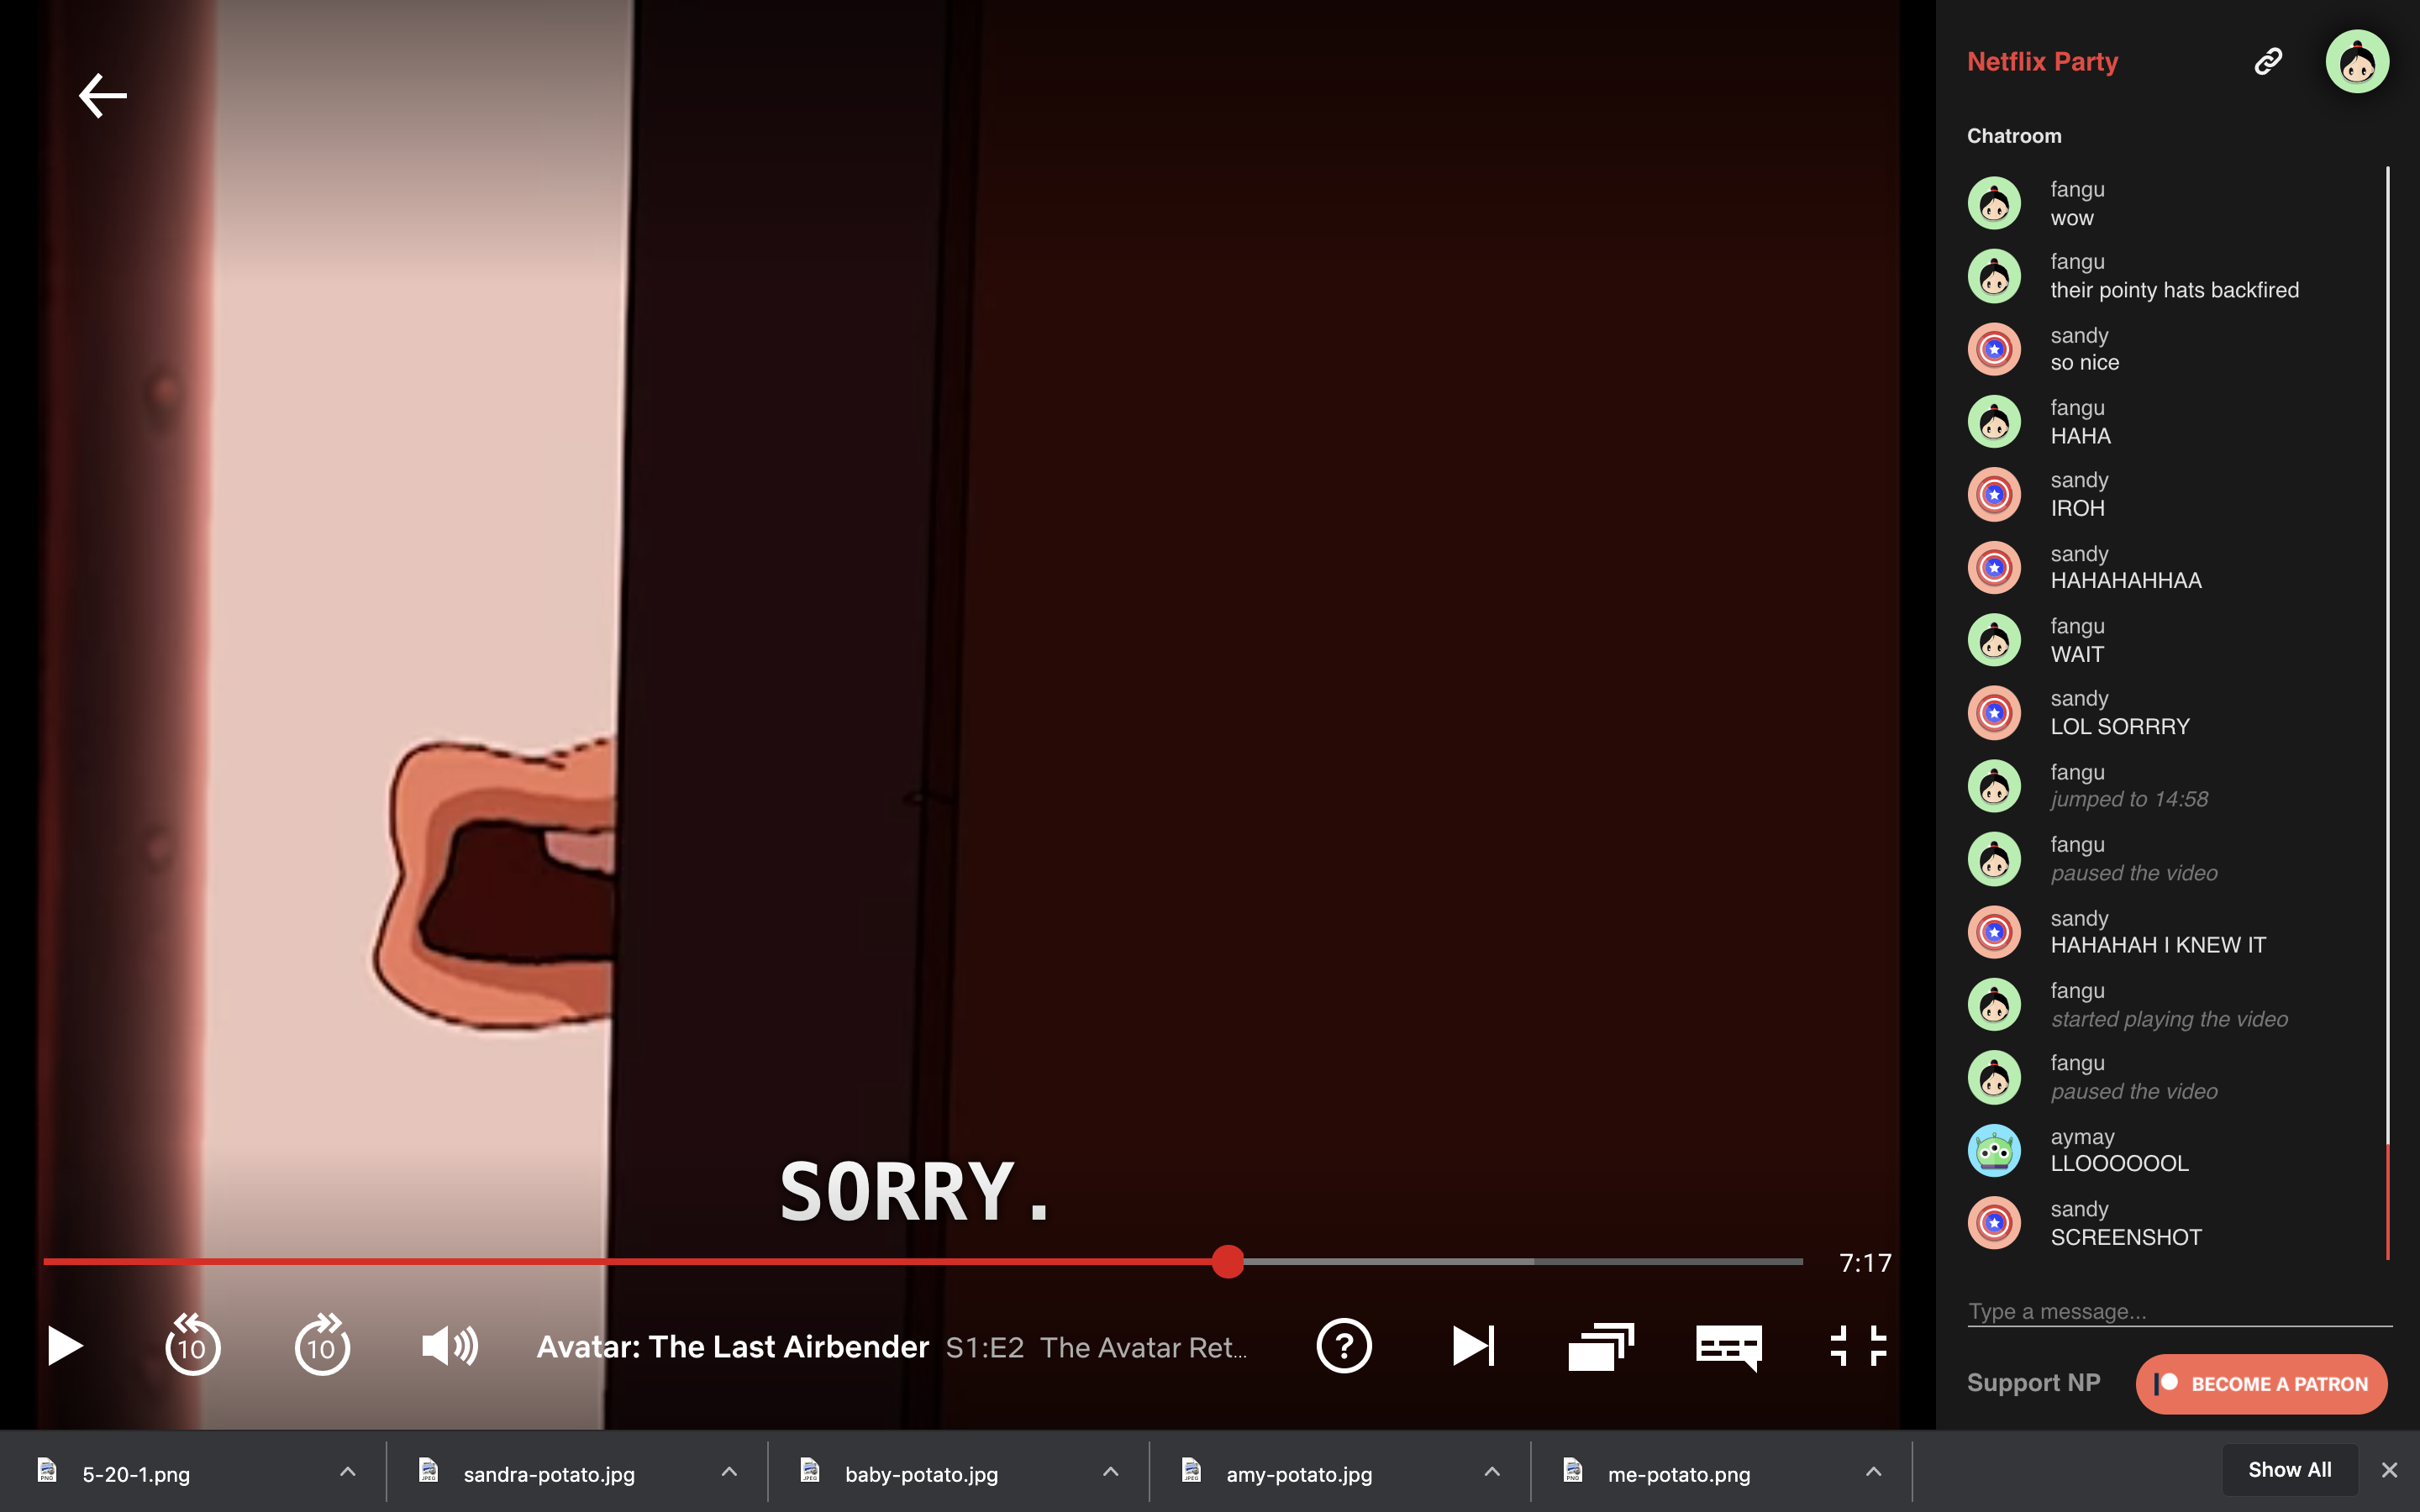 Netflix Party
Chatroom
fangu
wow
fangu
their pointy hats backfired
sandy
so nice
fangu
HAHA
sandy
IROH
sandy
HAHAHAHHAA
fangu
WAIT
sandy
LOL SORRRY
fangu
jumped to 14:58
fangu
paused the video
sandy
HAHAHAH I KNEW IT
fangu
started playing the video
fangu
paused the video
aymay
LLOOOOOOL
sandy
SCREENSHOT
Type a message...
Support NP
BECOME A PATRON
SORRY.
7:17
10
10
Avatar: The Last Airbender S1:E2 The Avatar Ret...
?
5-20-1.png
sandra-potato.jpg
baby-potato.jpg
amy-potato.jpg
me-potato.png
Show All